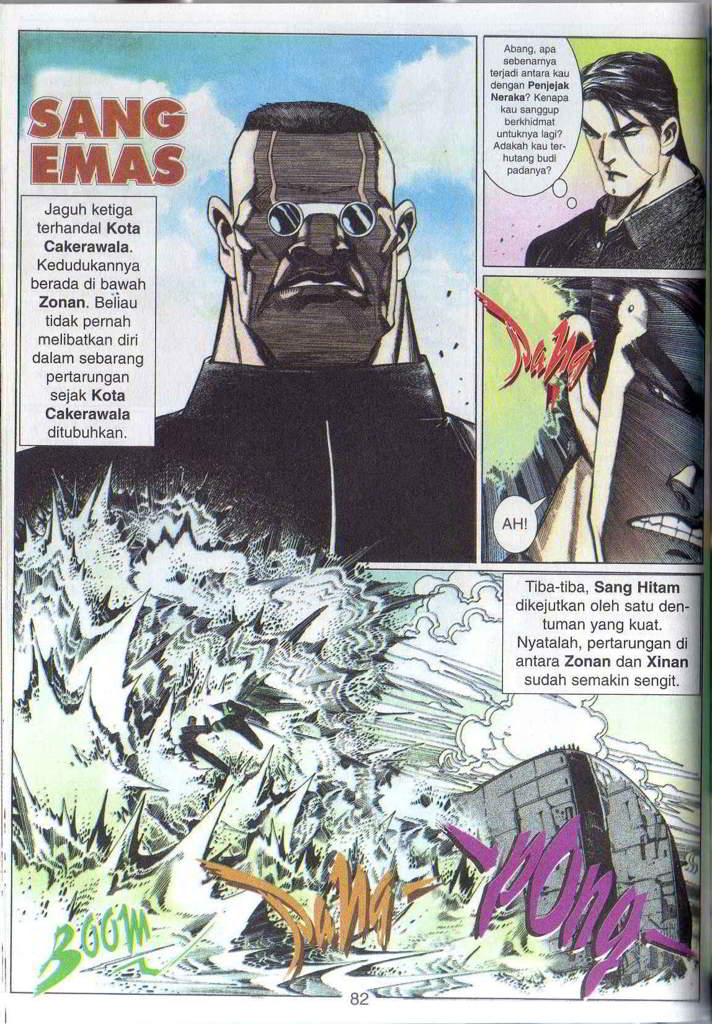 SANG
EMAS
Jaguh ketiga
terhandal Kota
Cakerawala.
Kedudukannya
berada di bawah
Zonan. Beliau
tidak pernah
melibatkan diri
dalam sebarang
pertarungan
sejak Kota
Cakerawala
ditubuhkan.
Abang, apa
sebenarnya
terjadi antara kau
dengan Penjejak
Neraka? Kenapa
kau sanggup
berkhidmat
untuknya lagi?
Adakah kau ter-
hutang budi
padanya?
PANG
AH!
Tiba-tiba, Sang Hitam
dikejutkan oleh satu den-
tuman yang kuat.
Nyatalah, pertarungan di
antara Zonan dan Xinan
sudah semakin sengit.
BOOM
PANG-
-PONG-
82